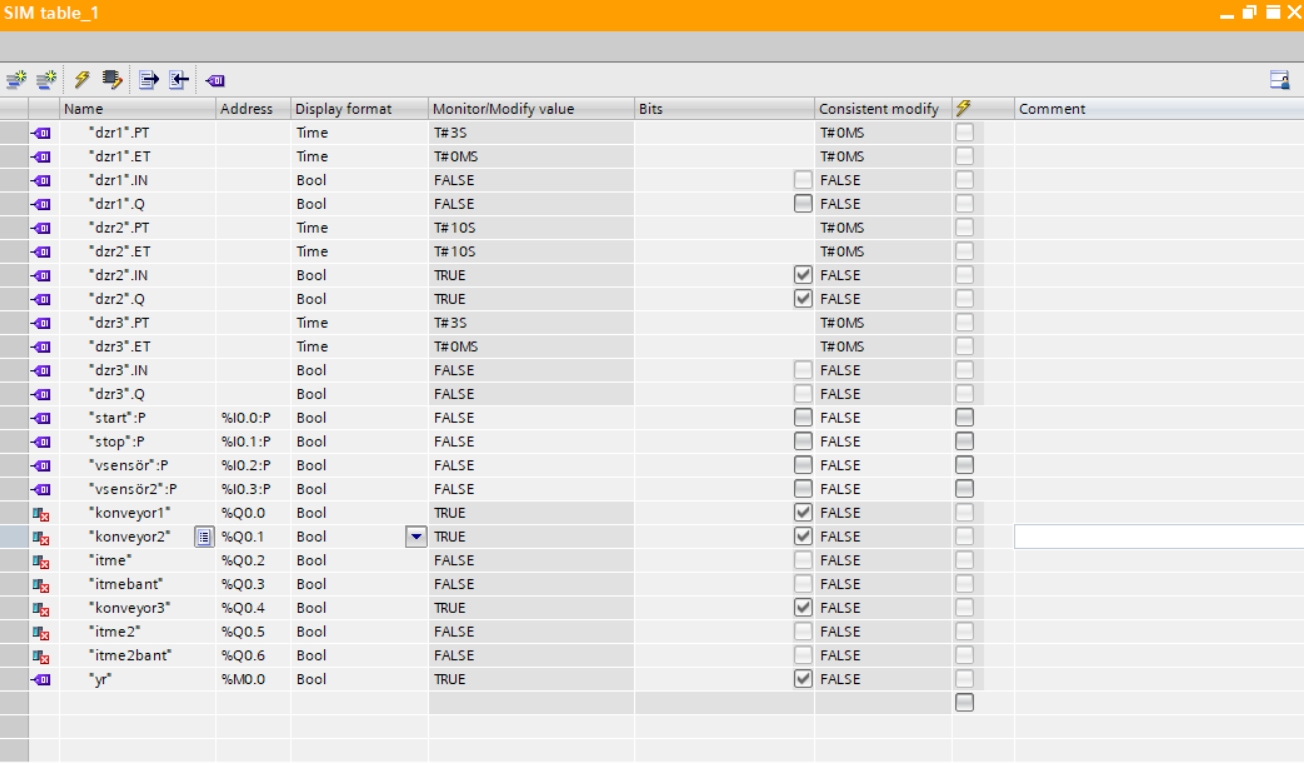 SIM table_1
Name Address Display format Monitor/Modify value Bits Consistent modify Comment
"dzr1".PT Time T#3S T#0MS
"dzr1".ET Time T#0MS T#0MS
"dzr1".IN Bool FALSE FALSE
"dzr1".Q Bool FALSE FALSE
"dzr2".PT Time T#10S T#0MS
"dzr2".ET Time T#10S T#0MS
"dzr2".IN Bool TRUE FALSE
"dzr2".Q Bool TRUE FALSE
"dzr3".PT Time T#3S T#0MS
"dzr3".ET Time T#0MS T#0MS
"dzr3".IN Bool FALSE FALSE
"dzr3".Q Bool FALSE FALSE
"start":P %I0.0:P Bool FALSE FALSE
"stop":P %I0.1:P Bool FALSE FALSE
"vsensör":P %I0.2:P Bool FALSE FALSE
"vsensör2":P %I0.3:P Bool FALSE FALSE
"konveyor1" %Q0.0 Bool TRUE FALSE
"konveyor2" %Q0.1 Bool TRUE FALSE
"itme" %Q0.2 Bool FALSE FALSE
"itmebant" %Q0.3 Bool FALSE FALSE
"konveyor3" %Q0.4 Bool TRUE FALSE
"itme2" %Q0.5 Bool FALSE FALSE
"itme2bant" %Q0.6 Bool FALSE FALSE
"yr" %M0.0 Bool TRUE FALSE